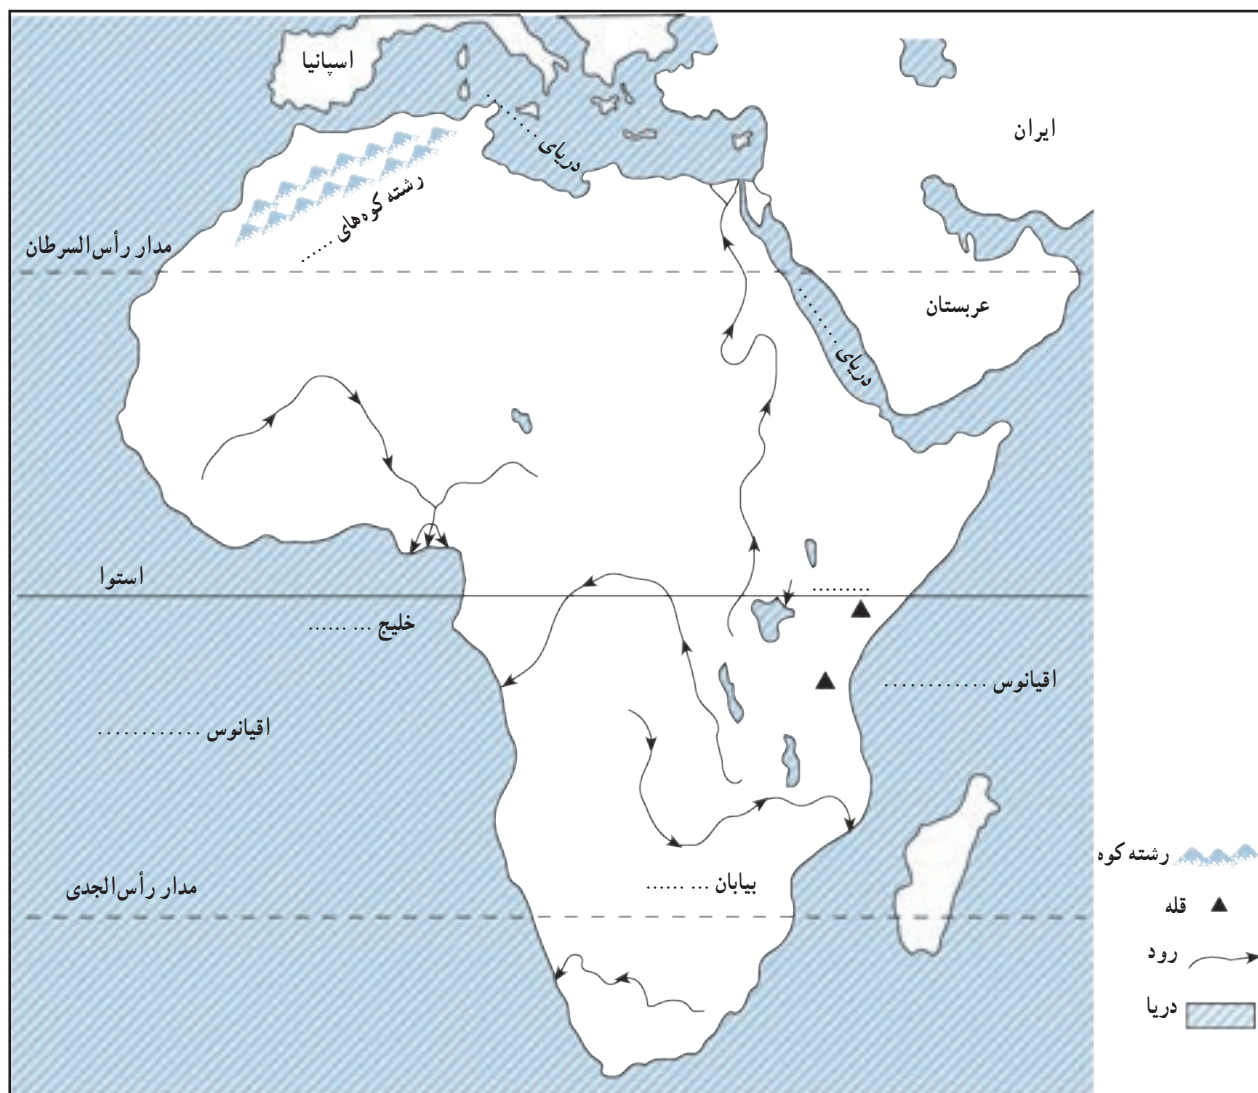 اسپانیا
ایران
دریای ........
رشته کوه‌های ......
مدار رأس‌السرطان
عربستان
دریای ........
استوا
.........
خلیج ... ......
اقیانوس ............
اقیانوس ............
بیابان ... ......
مدار رأس‌الجدی
رشته کوه
قله
رود
دریا